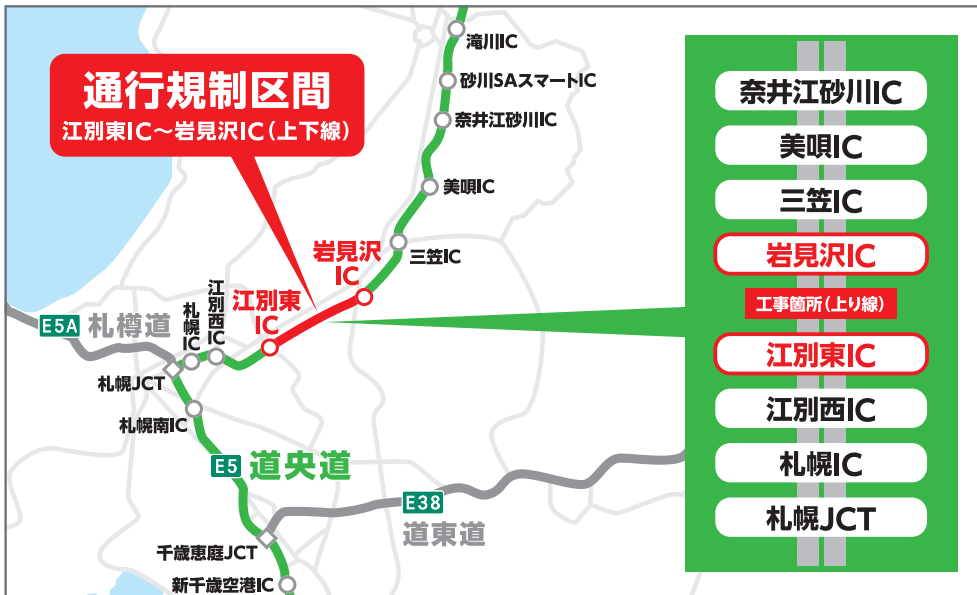 通行規制区間
江別東IC～岩見沢IC(上下線)
滝川IC
砂川SAスマートIC
奈井江砂川IC
美唄IC
三笠IC
岩見沢
IC
江別東
IC
江別西IC
札幌IC
E5A 札樽道
札幌JCT
札幌南IC
E5 道央道
E38
道東道
千歳恵庭JCT
新千歳空港IC
奈井江砂川IC
美唄IC
三笠IC
岩見沢IC
工事箇所(上り線)
江別東IC
江別西IC
札幌IC
札幌JCT